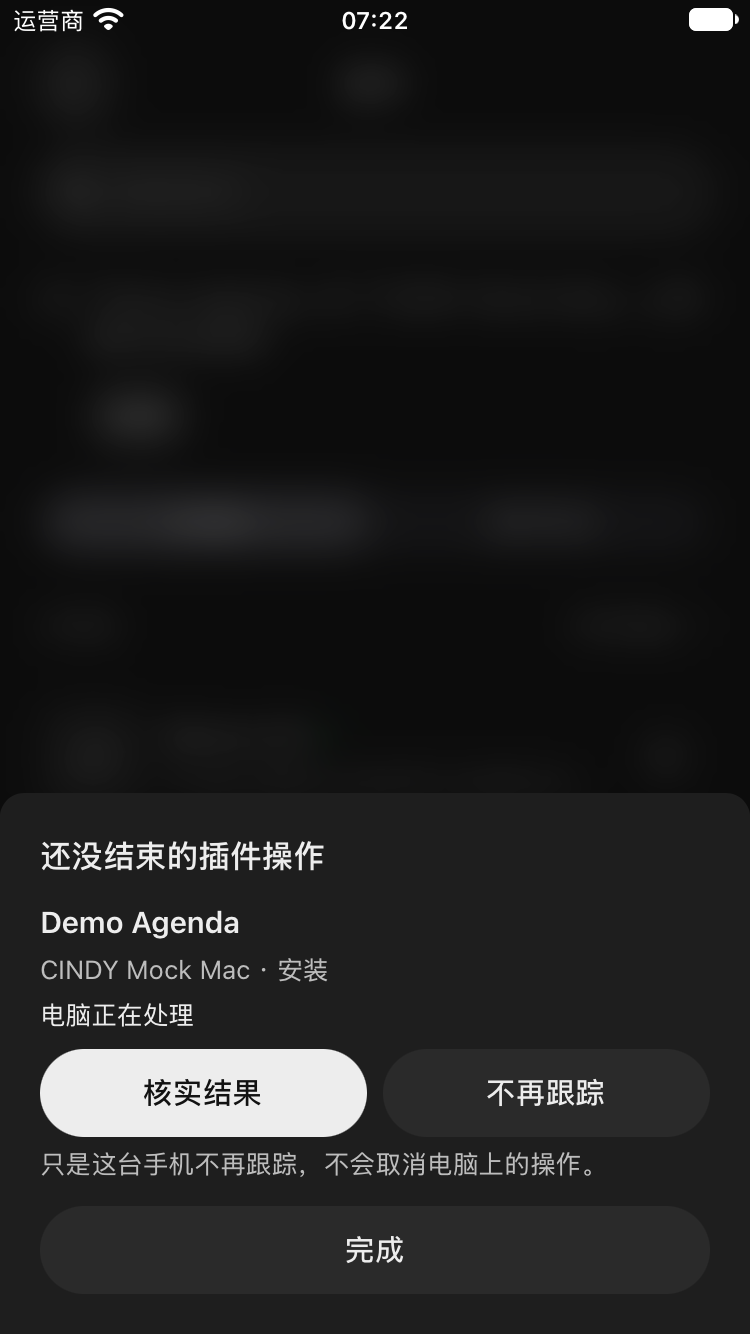 运营商
07:22
还没结束的插件操作
Demo Agenda
CINDY Mock Mac · 安装
电脑正在处理
核实结果
不再跟踪
只是这台手机不再跟踪，不会取消电脑上的操作。
完成